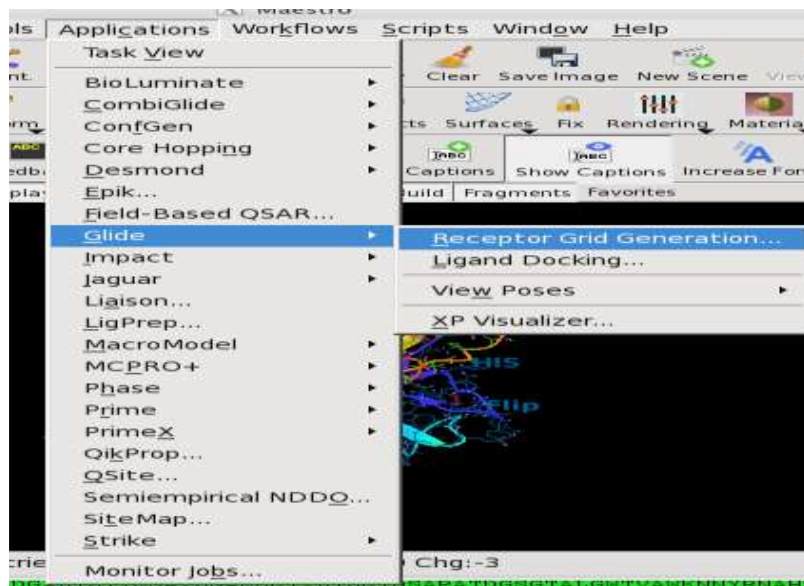 Maestro
Applications Workflows Scripts Window Help
Task View
BioLuminate
CombiGlide
ConfGen
Core Hopping
Desmond
Epik...
Field-Based QSAR...
Glide
Impact
Jaguar
Liaison...
LigPrep...
MacroModel
MCPRO+
Phase
Prime
PrimeX
QikProp...
QSite...
Semiempirical NDDO...
SiteMap...
Strike
Monitor Jobs...
Clear Save Image New Scene
Surfaces Fix Rendering
Captions Show Captions
Fragments Favorites
Receptor Grid Generation...
Ligand Docking...
View Poses
XP Visualizer...
HIS
Flip
Chg:-3